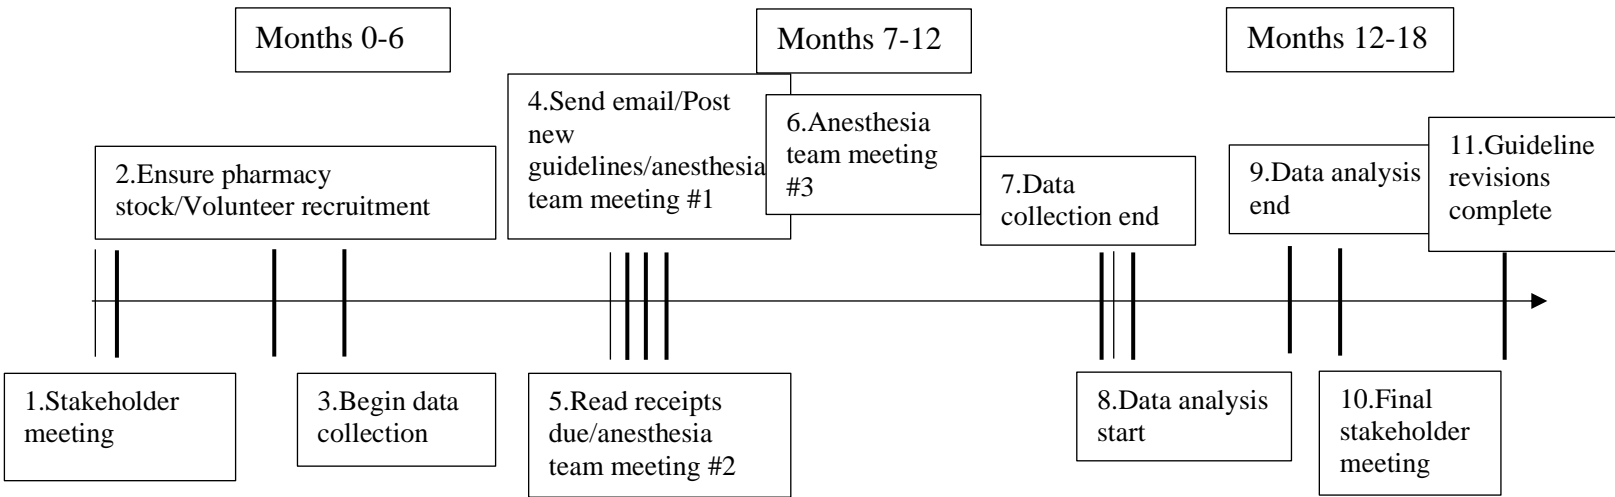 Months 0-6
Months 7-12
Months 12-18
2.Ensure pharmacy
stock/Volunteer recruitment
4.Send email/Post
new
guidelines/anesthesia
team meeting #1
6.Anesthesia
team meeting
#3
7.Data
collection end
9.Data analysis
end
11.Guideline
revisions
complete
1.Stakeholder
meeting
3.Begin data
collection
5.Read receipts
due/anesthesia
team meeting #2
8.Data analysis
start
10.Final
stakeholder
meeting